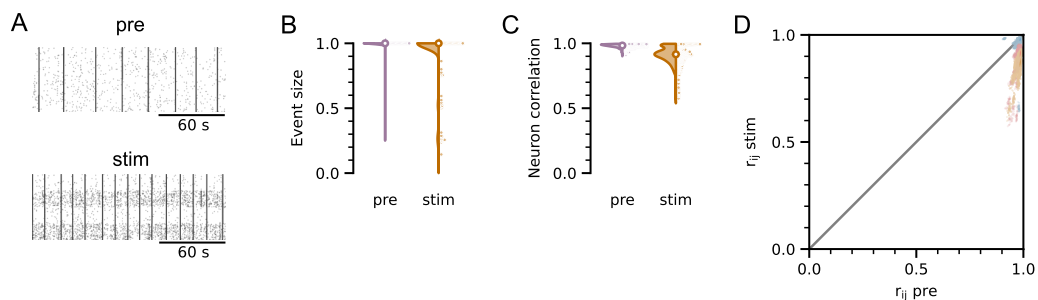 A
pre
60 s
stim
60 s
B
Event size
1.0
0.5
0.0
pre
stim
C
Neuron correlation
1.0
0.5
0.0
pre
stim
D
r_ij stim
1.0
0.5
0.0
0.0
0.5
1.0
r_ij pre